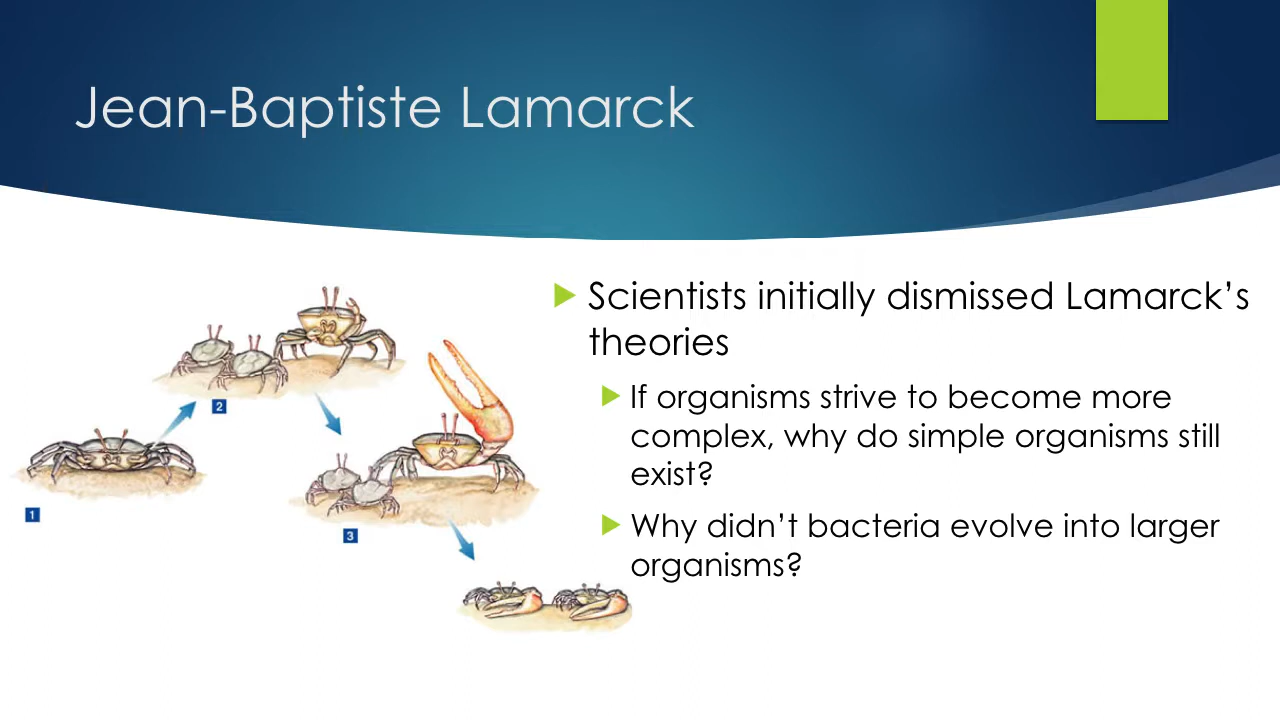 Jean-Baptiste Lamarck
Scientists initially dismissed Lamarck’s
theories
If organisms strive to become more
complex, why do simple organisms still
exist?
Why didn’t bacteria evolve into larger
organisms?
2
1
3